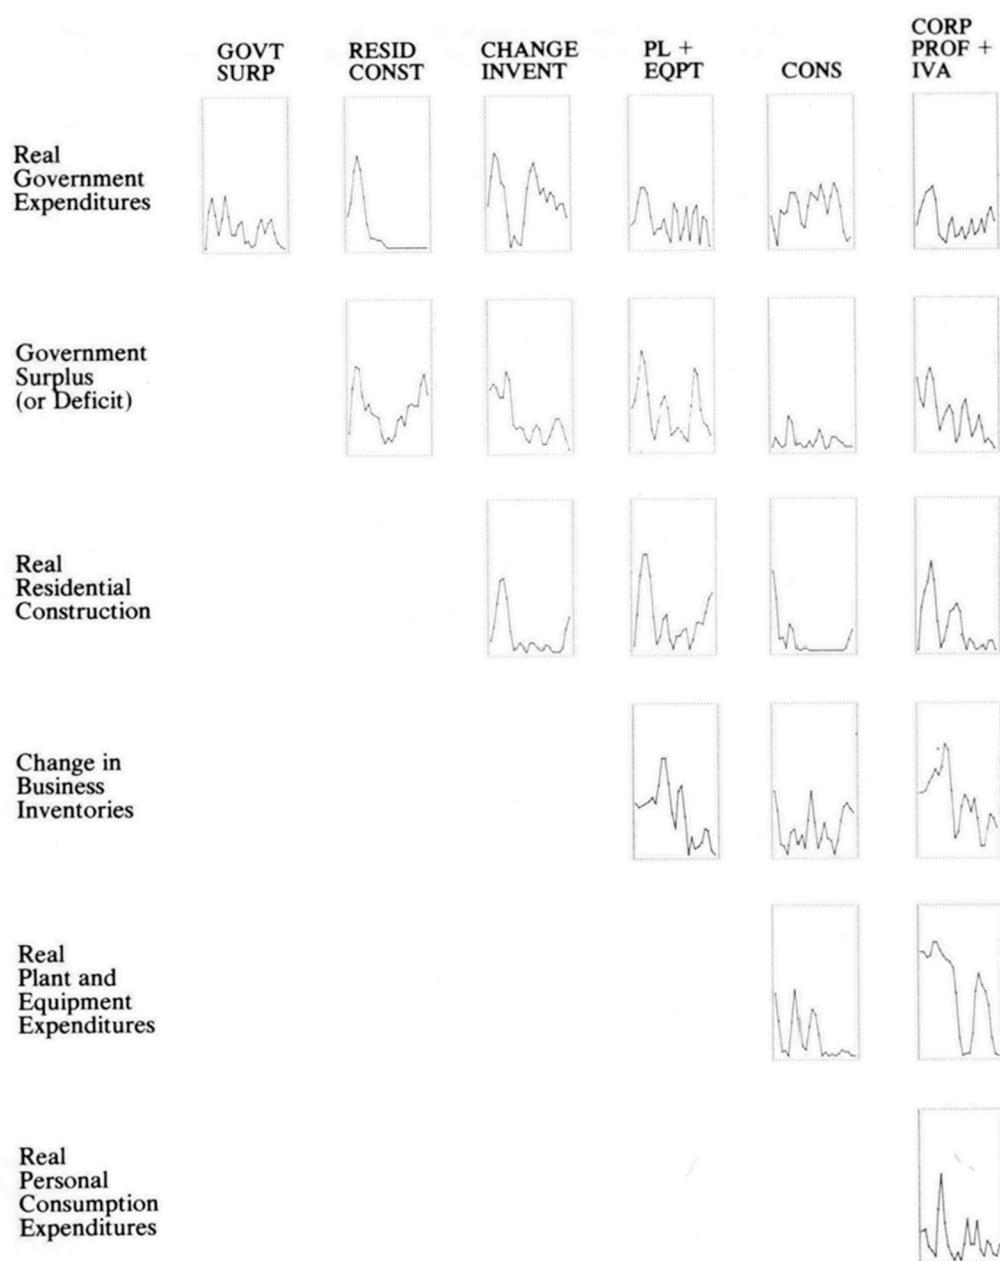 GOVT
SURP
RESID
CONST
CHANGE
INVENT
PL +
EQPT
CONS
CORP
PROF +
IVA
Real
Government
Expenditures
Government
Surplus
(or Deficit)
Real
Residential
Construction
Change in
Business
Inventories
Real
Plant and
Equipment
Expenditures
Real
Personal
Consumption
Expenditures